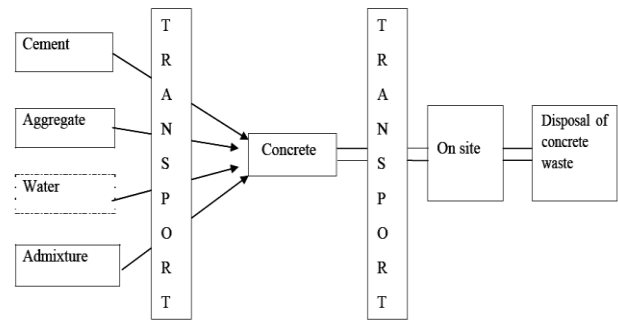 Cement
Aggregate
Water
Admixture
T
R
A
N
S
P
O
R
T
Concrete
T
R
A
N
S
P
O
R
T
On site
Disposal of
concrete
waste